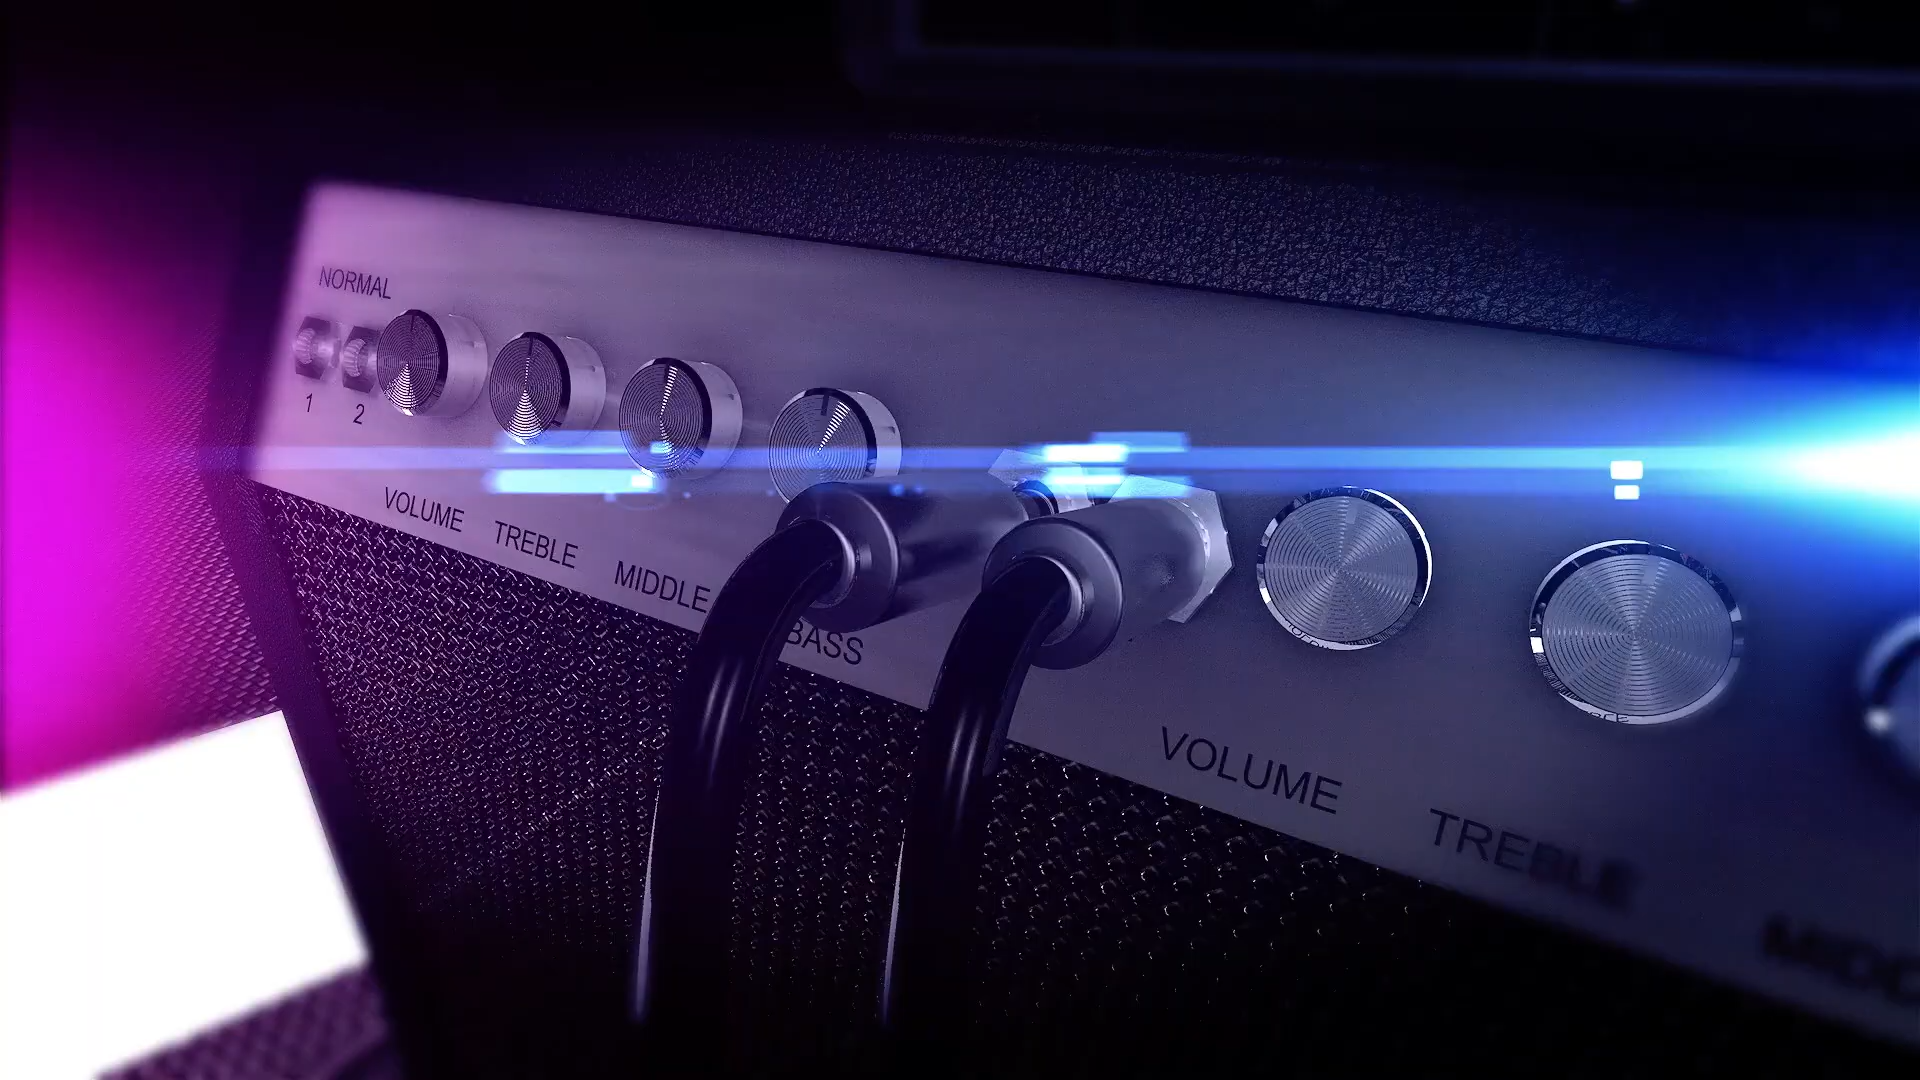 NORMAL
1 2
VOLUME TREBLE MIDDLE BASS
VOLUME TREBLE